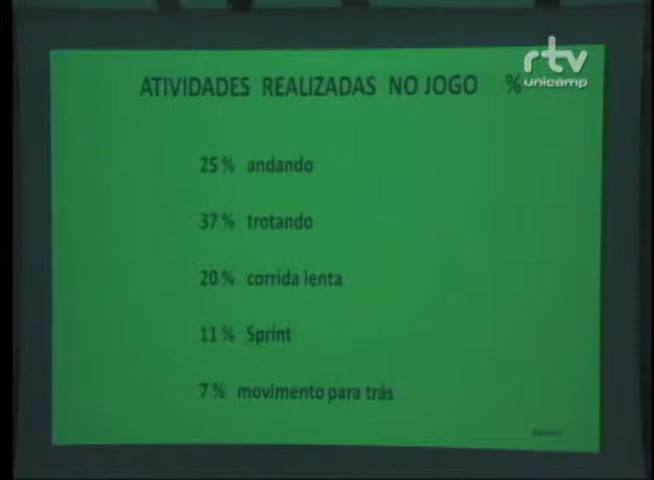 rtv
unicamp
ATIVIDADES REALIZADAS NO JOGO %
25 % andando
37 % trotando
20 % corrida lenta
11 % Sprint
7 % movimento para trás